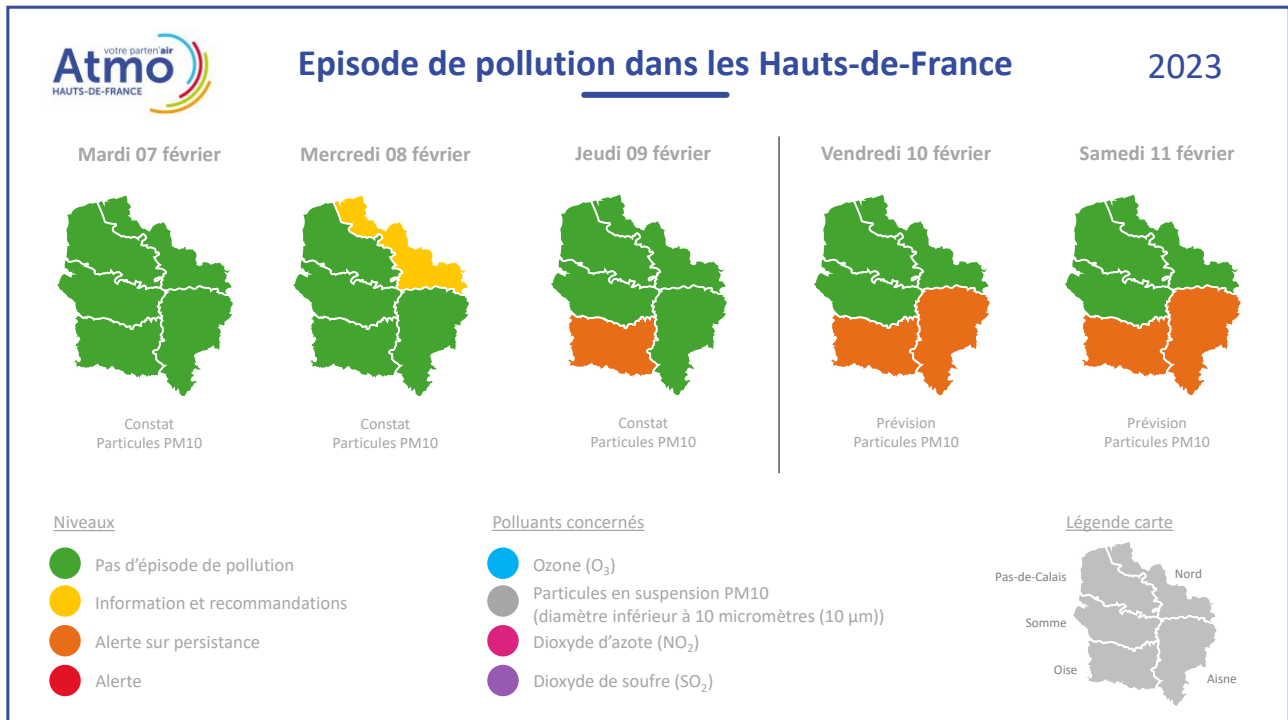 votre parten'air
Atmo
HAUTS-DE-FRANCE
Episode de pollution dans les Hauts-de-France
2023
Mardi 07 février
Mercredi 08 février
Jeudi 09 février
Vendredi 10 février
Samedi 11 février
Constat
Particules PM10
Constat
Particules PM10
Constat
Particules PM10
Prévision
Particules PM10
Prévision
Particules PM10
Niveaux
Pas d'épisode de pollution
Information et recommandations
Alerte sur persistance
Alerte
Polluants concernés
Ozone (O₃)
Particules en suspension PM10
(diamètre inférieur à 10 micromètres (10 µm))
Dioxyde d'azote (NO₂)
Dioxyde de soufre (SO₂)
Légende carte
Pas-de-Calais
Nord
Somme
Oise
Aisne